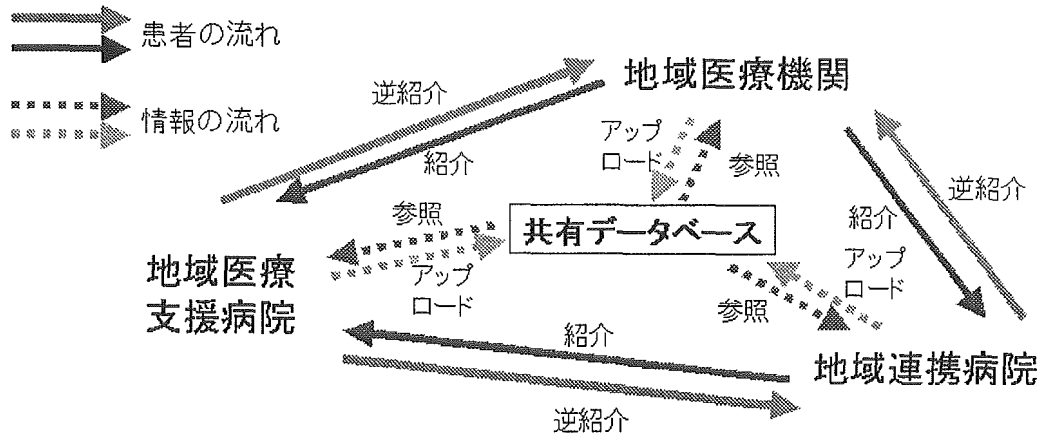 患者の流れ
情報の流れ
地域医療機関
逆紹介
紹介
アップ
ロード
参照
逆紹介
紹介
参照
共有データベース
アップ
ロード
地域医療
支援病院
アップ
ロード
参照
紹介
地域連携病院
逆紹介